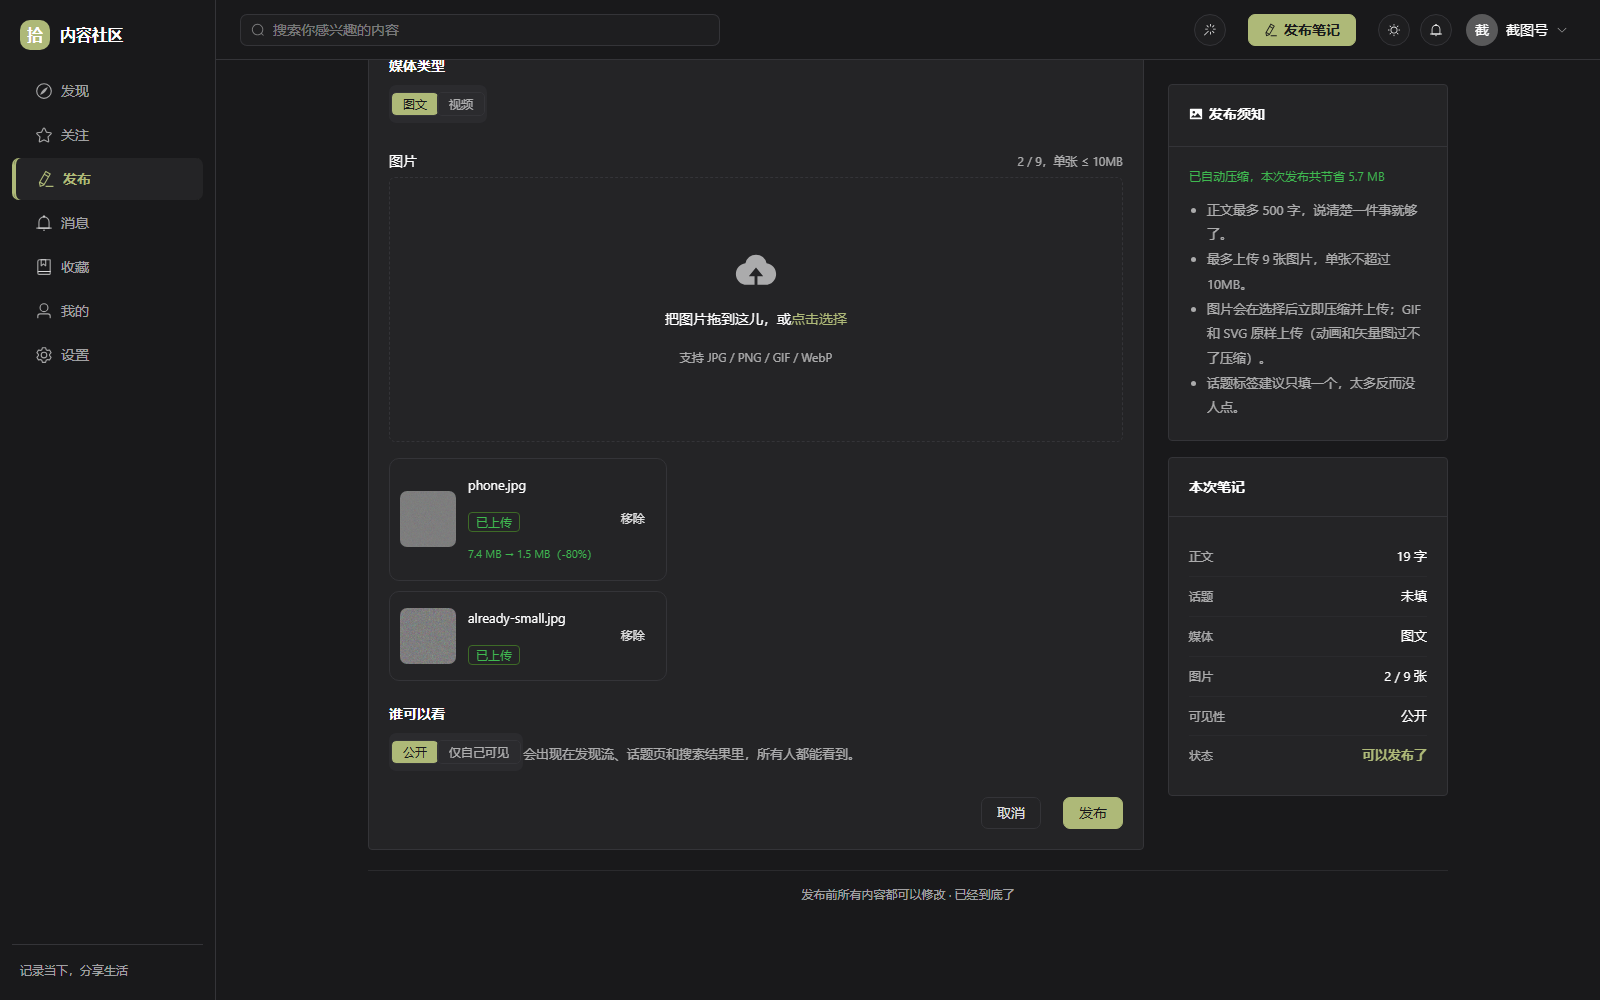 拾 内容社区
搜索你感兴趣的内容
发布笔记
截 截图号
发现
关注
发布
消息
收藏
我的
设置
记录当下，分享生活
媒体类型
图文 视频
图片
2 / 9，单张 ≤ 10MB
把图片拖到这儿，或点击选择
支持 JPG / PNG / GIF / WebP
phone.jpg
已上传
7.4 MB → 1.5 MB（-80%）
移除
already-small.jpg
已上传
移除
谁可以看
公开 仅自己可见 会出现在发现流、话题页和搜索结果里，所有人都能看到。
取消 发布
发布须知
已自动压缩，本次发布共节省 5.7 MB
正文最多 500 字，说清楚一件事就够
了。
最多上传 9 张图片，单张不超过
10MB。
图片会在选择后立即压缩并上传；GIF
和 SVG 原样上传（动画和矢量图过不
了压缩）。
话题标签建议只填一个，太多反而没
人点。
本次笔记
正文 19 字
话题 未填
媒体 图文
图片 2 / 9 张
可见性 公开
状态 可以发布了
发布前所有内容都可以修改 · 已经到底了